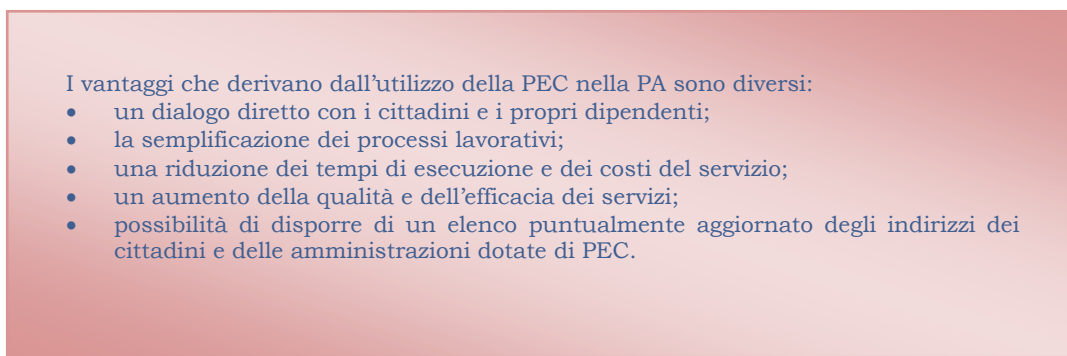 I vantaggi che derivano dall’utilizzo della PEC nella PA sono diversi:
• un dialogo diretto con i cittadini e i propri dipendenti;
• la semplificazione dei processi lavorativi;
• una riduzione dei tempi di esecuzione e dei costi del servizio;
• un aumento della qualità e dell’efficacia dei servizi;
• possibilità di disporre di un elenco puntualmente aggiornato degli indirizzi dei
cittadini e delle amministrazioni dotate di PEC.